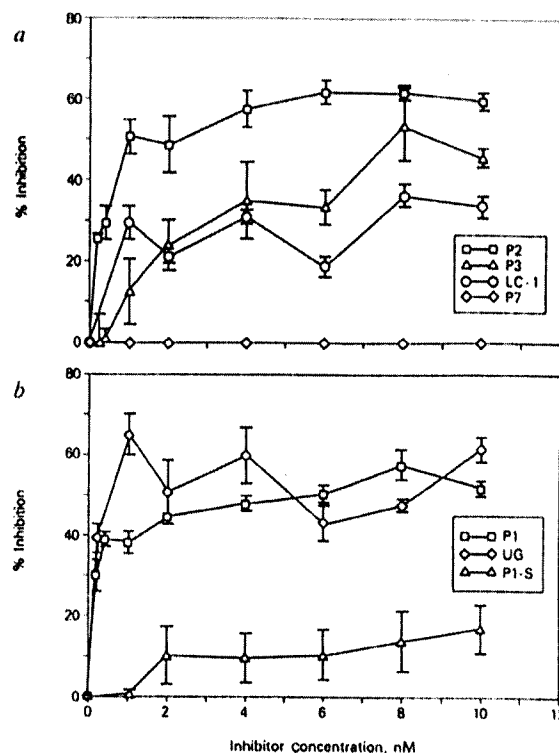 a
80
60
40
20
0
% Inhibition
P2
P3
LC-1
P7
b
80
60
40
20
0
% Inhibition
P1
UG
P1-S
0 2 4 6 8 10 12
Inhibitor concentration, nM